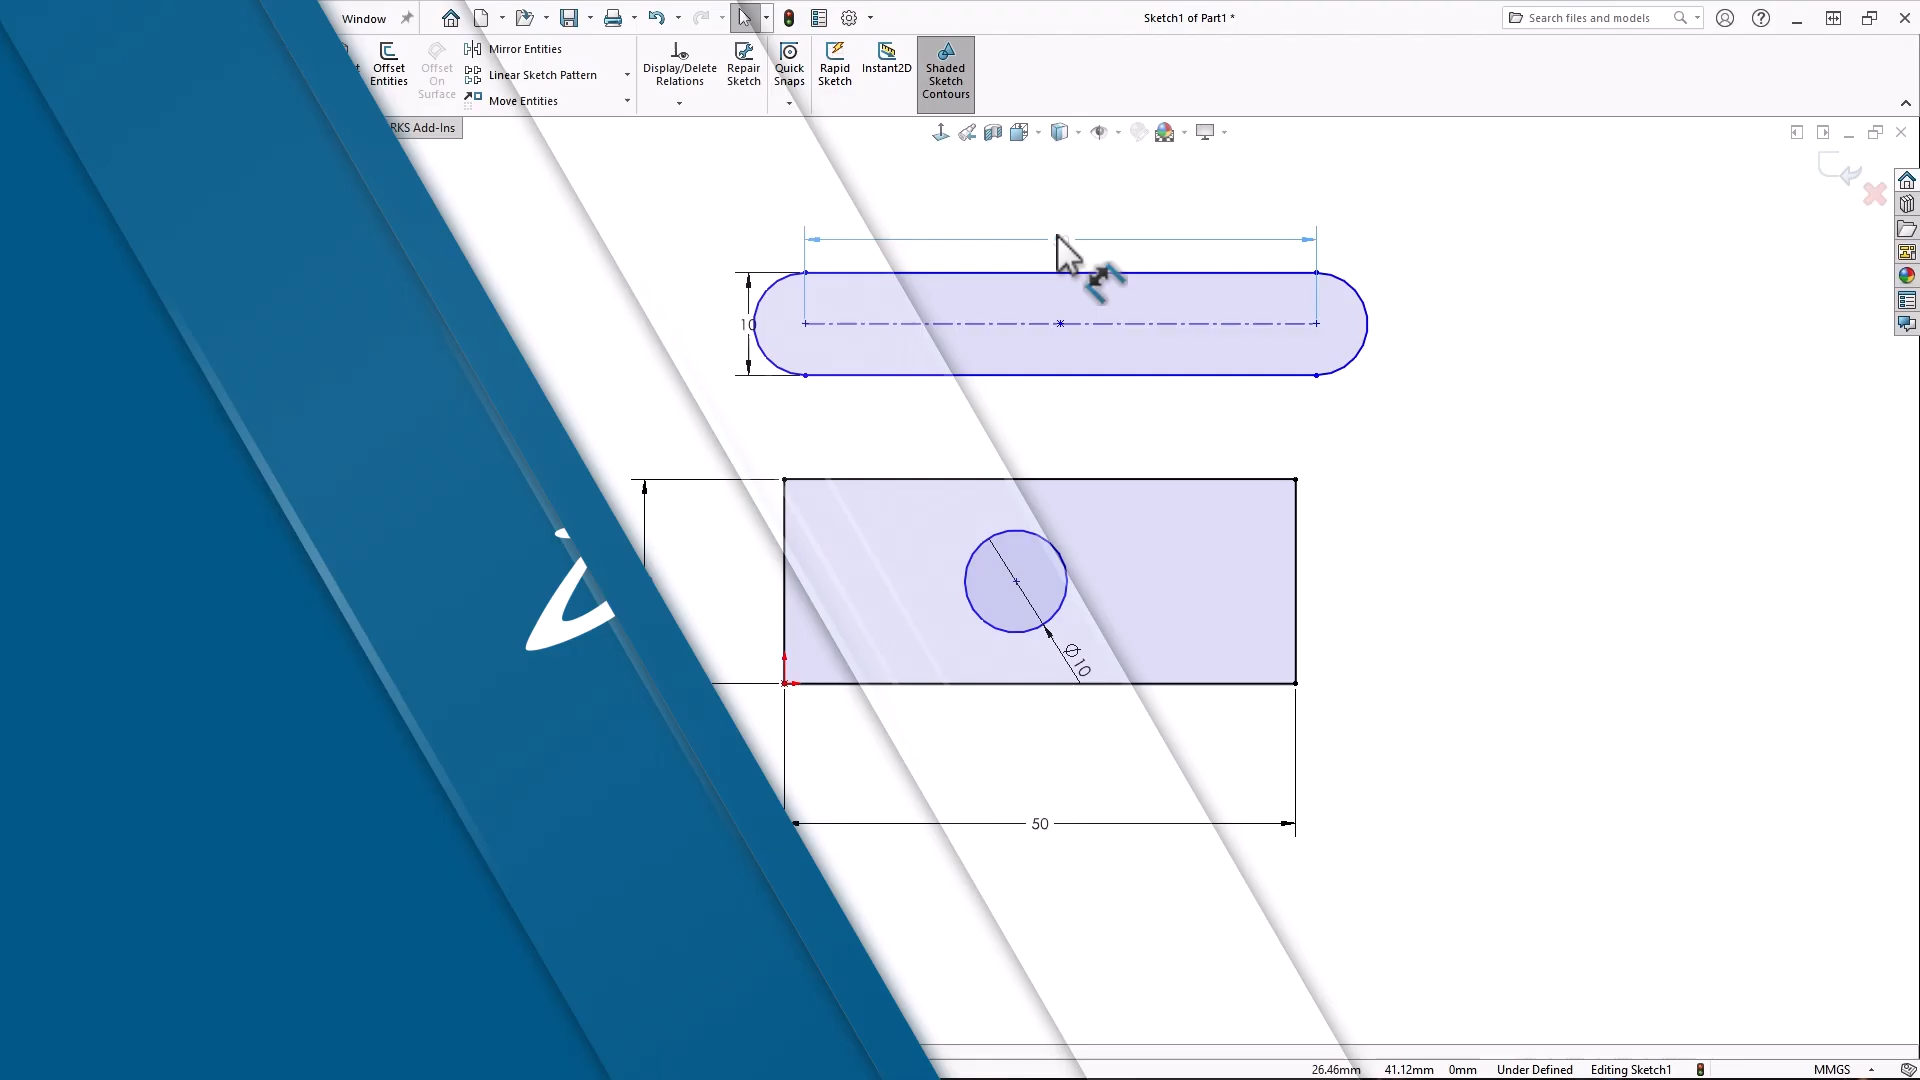 Window
Sketch1 of Part1 *
Search files and models
Offset Entities
Offset On Surface
Mirror Entities
Linear Sketch Pattern
Move Entities
Display/Delete Relations
Repair Sketch
Quick Snaps
Rapid Sketch
Instant2D
Shaded Sketch Contours
RKS Add-Ins
10
Ø10
50
26.46mm 41.12mm 0mm Under Defined Editing Sketch1 MMGS